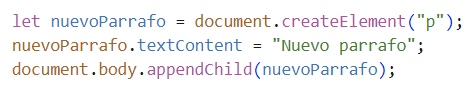 let nuevoParrafo = document.createElement("p");
nuevoParrafo.textContent = "Nuevo parrafo";
document.body.appendChild(nuevoParrafo);